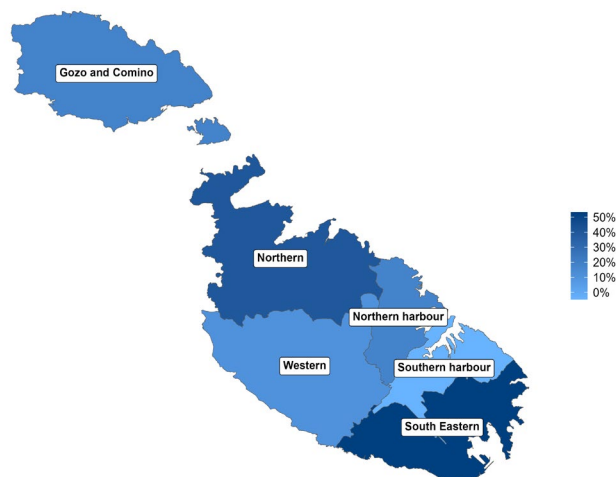 Gozo and Comino
Northern
Northern harbour
Western
Southern harbour
South Eastern
50%
40%
30%
20%
10%
0%